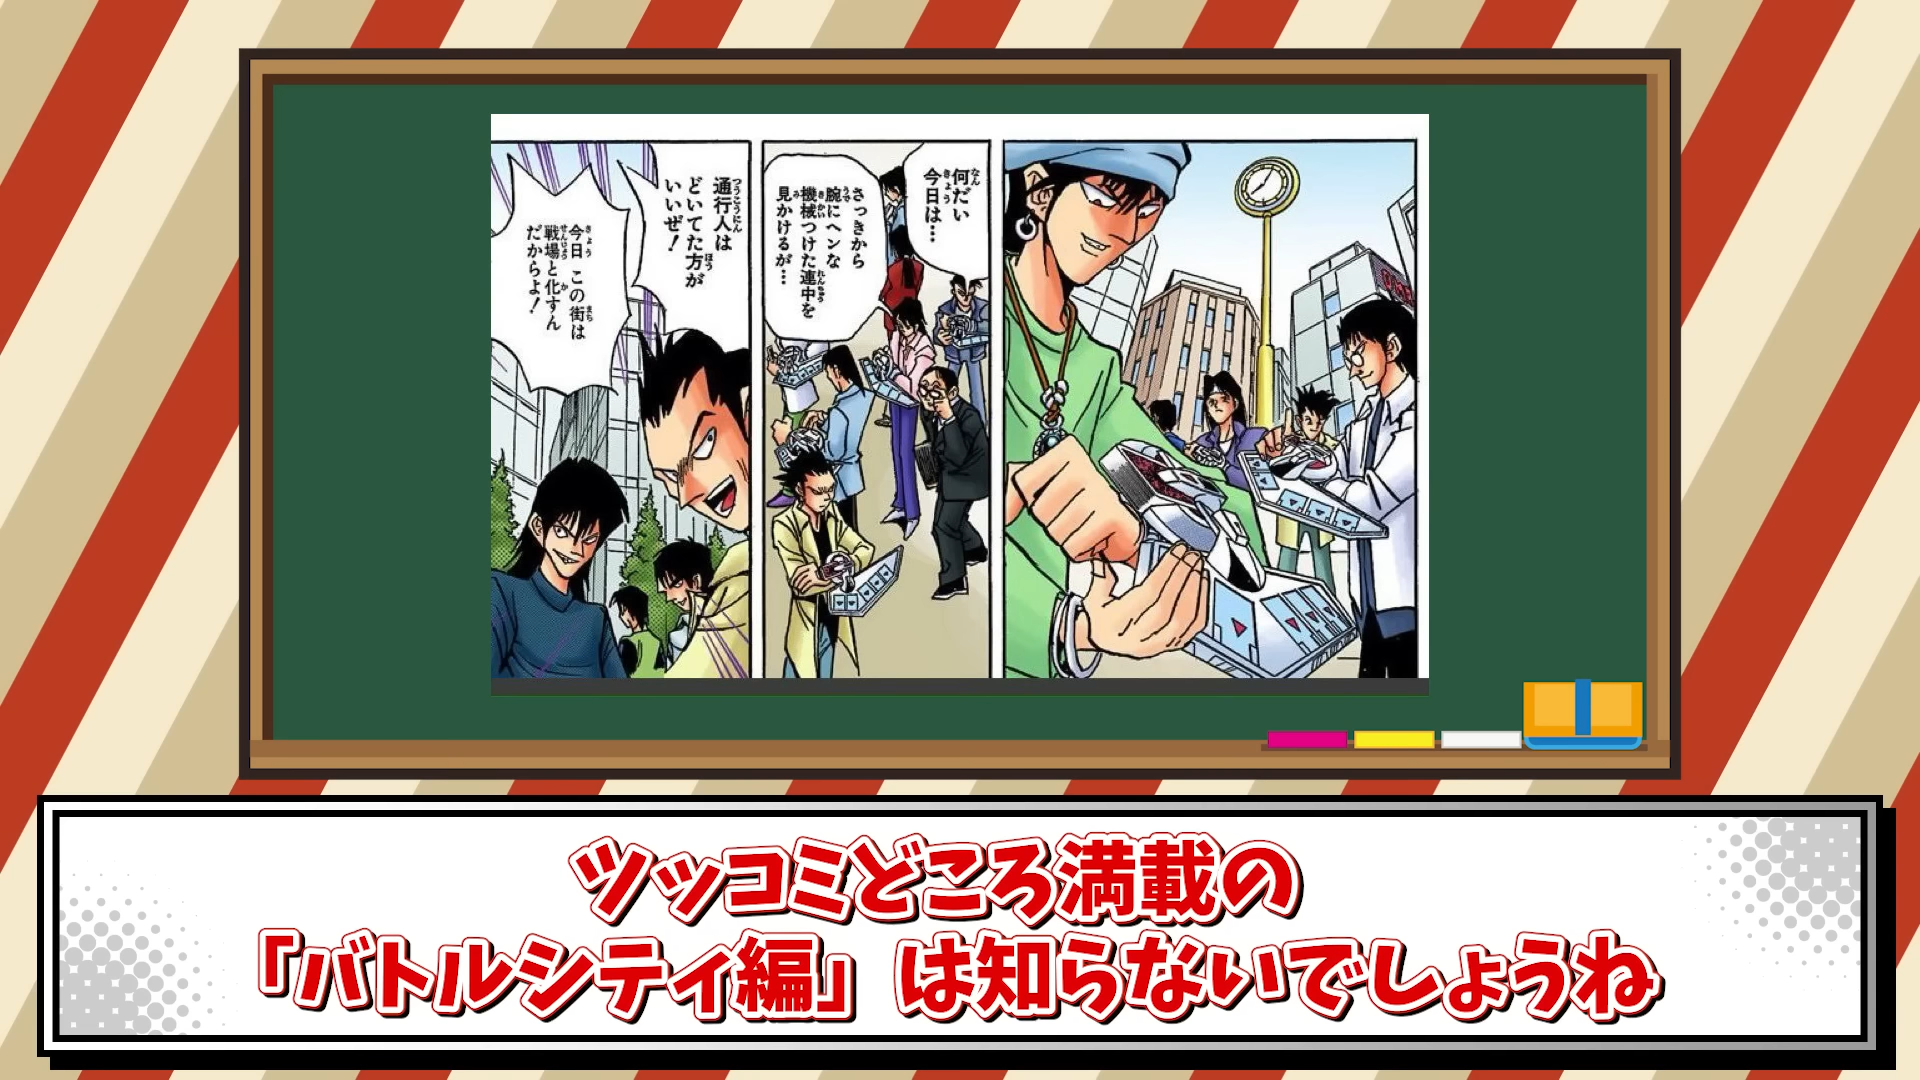 何だい
今日は…
さっきから
腕にヘンな
機械つけた連中を
見かけるが…
通行人は
どいてた方が
いいぜ!
今日 この街は
戦場と化すん
だからよ!
ツッコミどころ満載の
「バトルシティ編」は知らないでしょうね